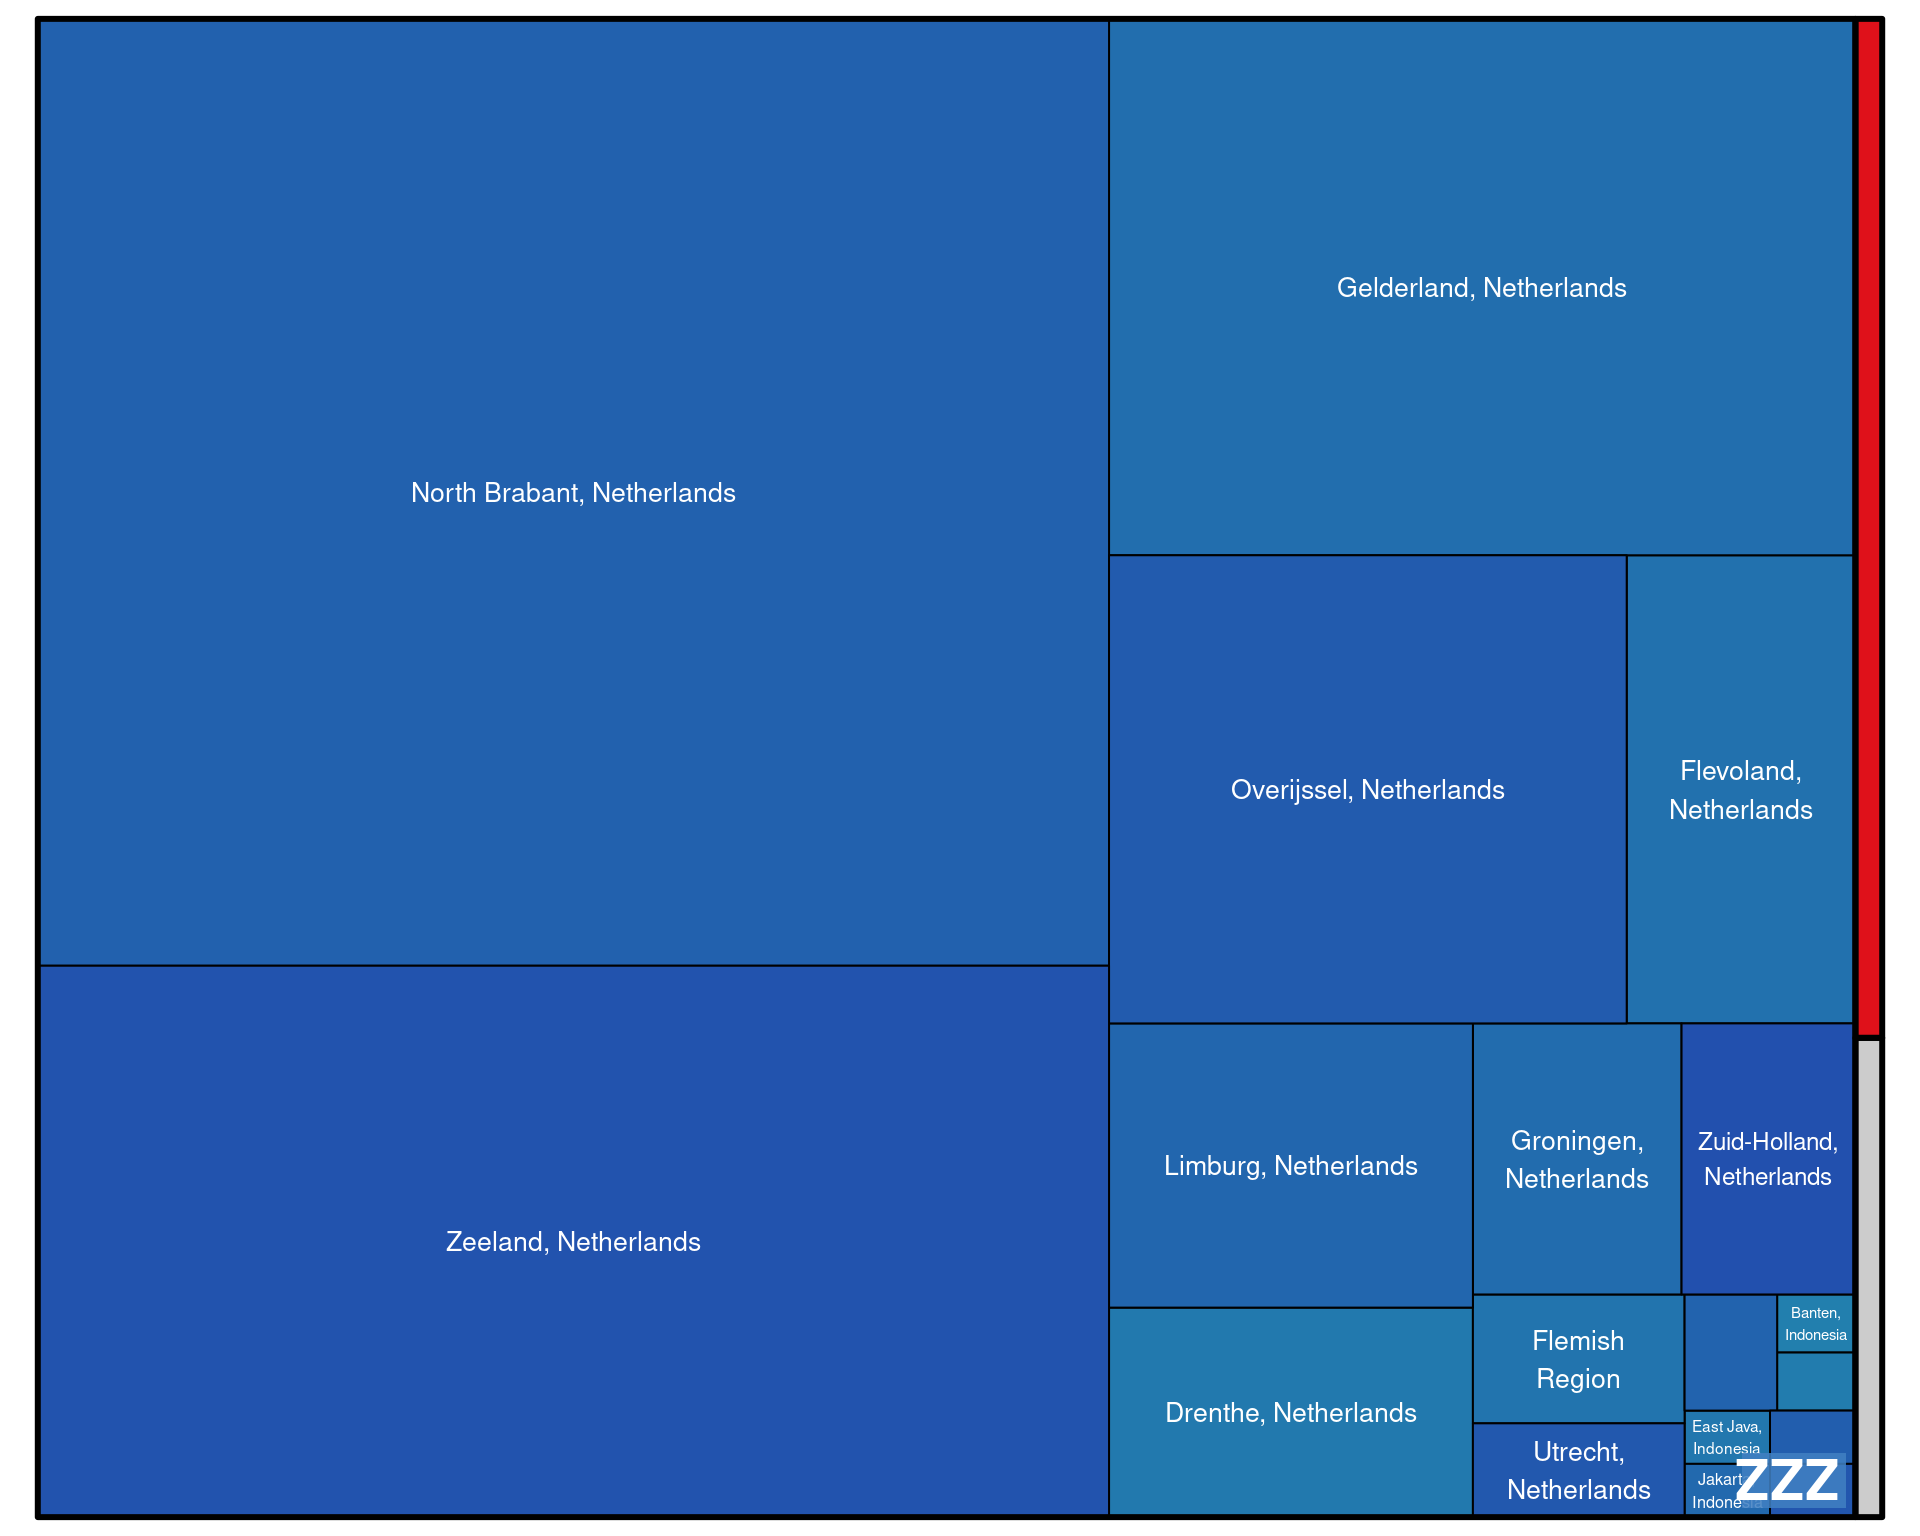 North Brabant, Netherlands
Gelderland, Netherlands
Overijssel, Netherlands
Flevoland,
Netherlands
Zeeland, Netherlands
Limburg, Netherlands
Groningen,
Netherlands
Zuid-Holland,
Netherlands
Drenthe, Netherlands
Flemish
Region
Utrecht,
Netherlands
Banten,
Indonesia
East Java,
Indonesia
ZZZ